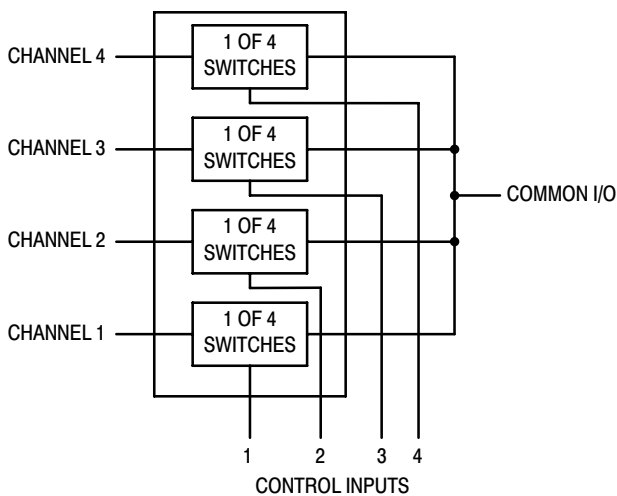 CHANNEL 4
1 OF 4
SWITCHES
CHANNEL 3
1 OF 4
SWITCHES
COMMON I/O
CHANNEL 2
1 OF 4
SWITCHES
CHANNEL 1
1 OF 4
SWITCHES
1 2 3 4
CONTROL INPUTS